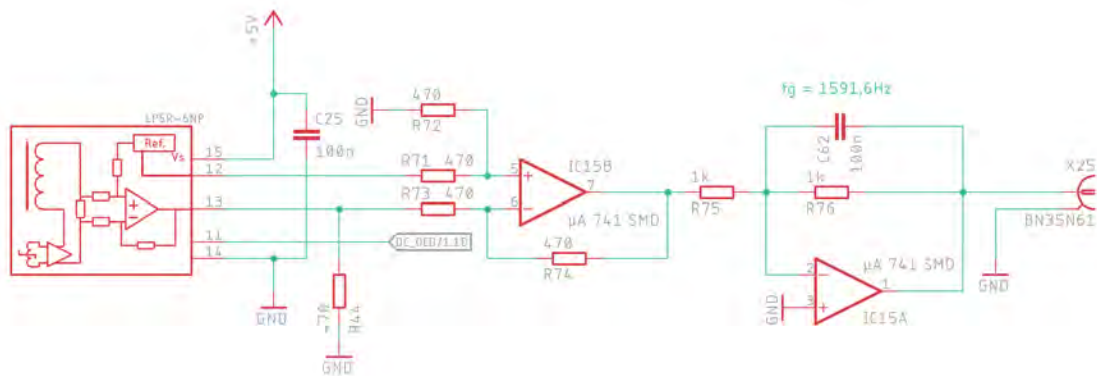 +5V
fg = 1591,6Hz
GND
470
R72
C25
100n
LPSR-6NP
Ref.
Vs
15
12
13
11
14
R71 470
R73 470
5
6
7
IC15B
µA 741 SMD
470
R74
DC_OCD/1.1D
1k
R75
C62
100n
1k
R76
X25
BN35N61
GND
GND
R44
GND
GND
2
3
1
µA 741 SMD
IC15A